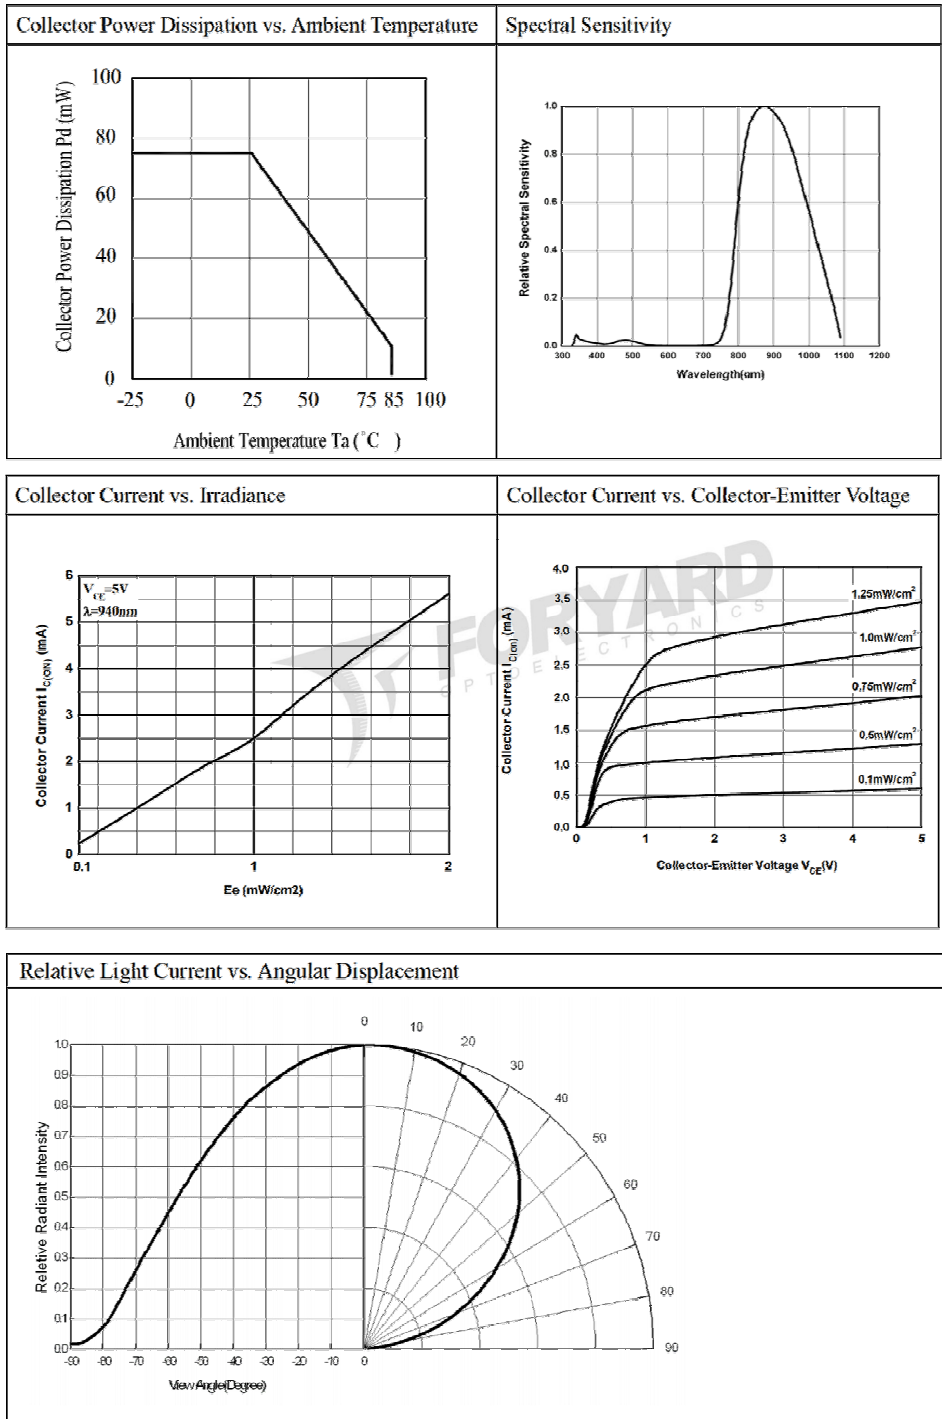 Collector Power Dissipation vs. Ambient Temperature
Spectral Sensitivity
Collector Power Dissipation Pd (mW)
100
80
60
40
20
0
-25 0 25 50 75 85 100
Ambient Temperature Ta (°C )
Relative Spectral Sensitivity
1.0
0.8
0.6
0.4
0.2
0.0
300 400 500 600 700 800 900 1000 1100 1200
Wavelength(nm)
Collector Current vs. Irradiance
Collector Current vs. Collector-Emitter Voltage
VCE=5V
λ=940nm
Collector Current IC(ON) (mA)
6
5
4
3
2
1
0
0.1 1 2
Ee (mW/cm2)
FORYARD
OPTOELECTRONICS
Collector Current IC(ON) (mA)
4,0
3,5
3,0
2,5
2,0
1,5
1,0
0,5
0,0
1,25mW/cm²
1.0mW/cm²
0,75mW/cm²
0,5mW/cm²
0,1mW/cm²
0 1 2 3 4 5
Collector-Emitter Voltage VCE(V)
Relative Light Current vs. Angular Displacement
Reletive Radiant Intensity
1.0
0.9
0.8
0.7
0.6
0.5
0.4
0.3
0.2
0.1
0.0
-90 -80 -70 -60 -50 -40 -30 -20 -10 0
View Angle(Degree)
0
10
20
30
40
50
60
70
80
90